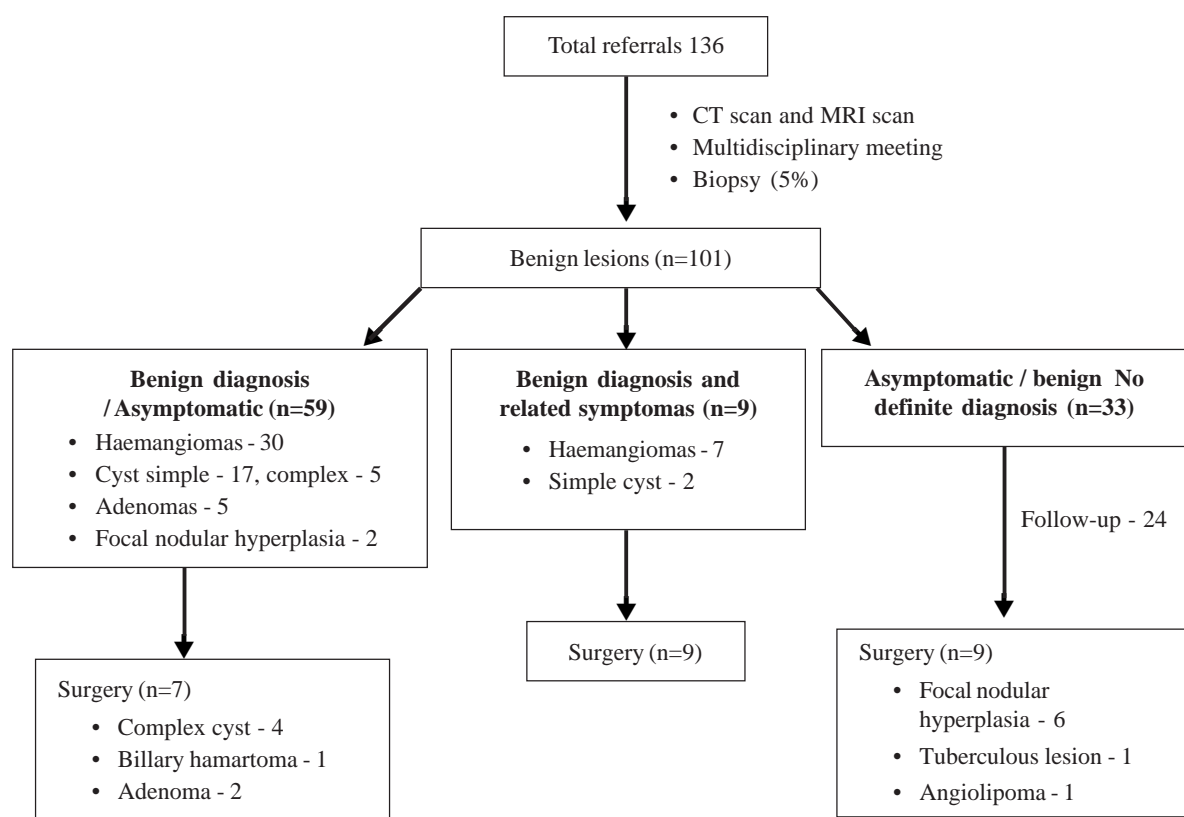 Total referrals 136
• CT scan and MRI scan
• Multidisciplinary meeting
• Biopsy (5%)
Benign lesions (n=101)
Benign diagnosis
/Asymptomatic (n=59)
• Haemangiomas - 30
• Cyst simple - 17, complex - 5
• Adenomas - 5
• Focal nodular hyperplasia - 2
Benign diagnosis and
related symptomas (n=9)
• Haemangiomas - 7
• Simple cyst - 2
Asymptomatic / benign No
definite diagnosis (n=33)
Follow-up - 24
Surgery (n=7)
• Complex cyst - 4
• Billary hamartoma - 1
• Adenoma - 2
Surgery (n=9)
Surgery (n=9)
• Focal nodular
hyperplasia - 6
• Tuberculous lesion - 1
• Angiolipoma - 1